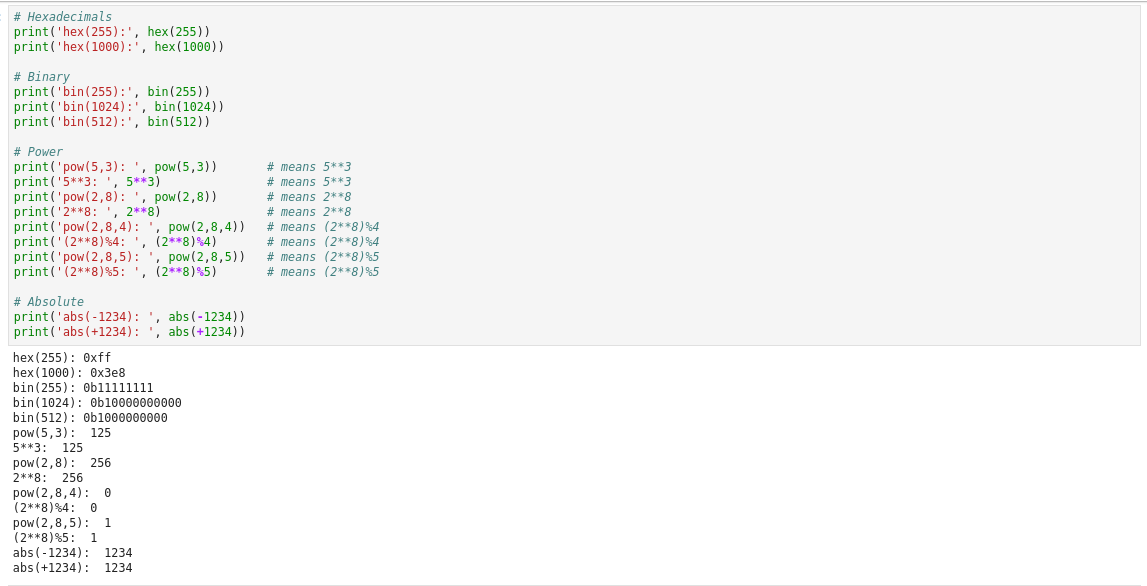 # Hexadecimals
print('hex(255):', hex(255))
print('hex(1000):', hex(1000))

# Binary
print('bin(255):', bin(255))
print('bin(1024):', bin(1024))
print('bin(512):', bin(512))

# Power
print('pow(5,3): ', pow(5,3))       # means 5**3
print('5**3: ', 5**3)               # means 5**3
print('pow(2,8): ', pow(2,8))       # means 2**8
print('2**8: ', 2**8)               # means 2**8
print('pow(2,8,4): ', pow(2,8,4))   # means (2**8)%4
print('(2**8)%4: ', (2**8)%4)       # means (2**8)%4
print('pow(2,8,5): ', pow(2,8,5))   # means (2**8)%5
print('(2**8)%5: ', (2**8)%5)       # means (2**8)%5

# Absolute
print('abs(-1234): ', abs(-1234))
print('abs(+1234): ', abs(+1234))
hex(255): 0xff
hex(1000): 0x3e8
bin(255): 0b11111111
bin(1024): 0b10000000000
bin(512): 0b1000000000
pow(5,3):  125
5**3:  125
pow(2,8):  256
2**8:  256
pow(2,8,4):  0
(2**8)%4:  0
pow(2,8,5):  1
(2**8)%5:  1
abs(-1234):  1234
abs(+1234):  1234